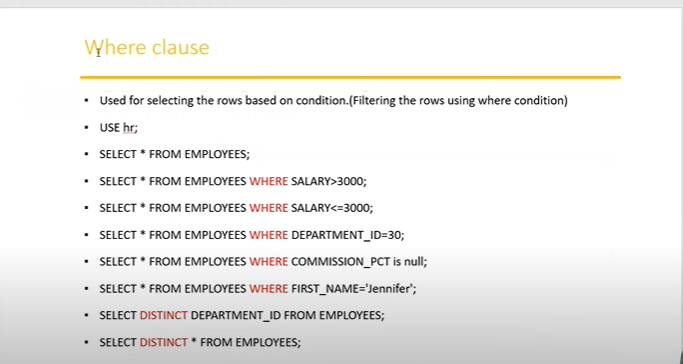 Where clause
• Used for selecting the rows based on condition.(Filtering the rows using where condition)
• USE hr;
• SELECT * FROM EMPLOYEES;
• SELECT * FROM EMPLOYEES WHERE SALARY>3000;
• SELECT * FROM EMPLOYEES WHERE SALARY<=3000;
• SELECT * FROM EMPLOYEES WHERE DEPARTMENT_ID=30;
• SELECT * FROM EMPLOYEES WHERE COMMISSION_PCT is null;
• SELECT * FROM EMPLOYEES WHERE FIRST_NAME='Jennifer';
• SELECT DISTINCT DEPARTMENT_ID FROM EMPLOYEES;
• SELECT DISTINCT * FROM EMPLOYEES;